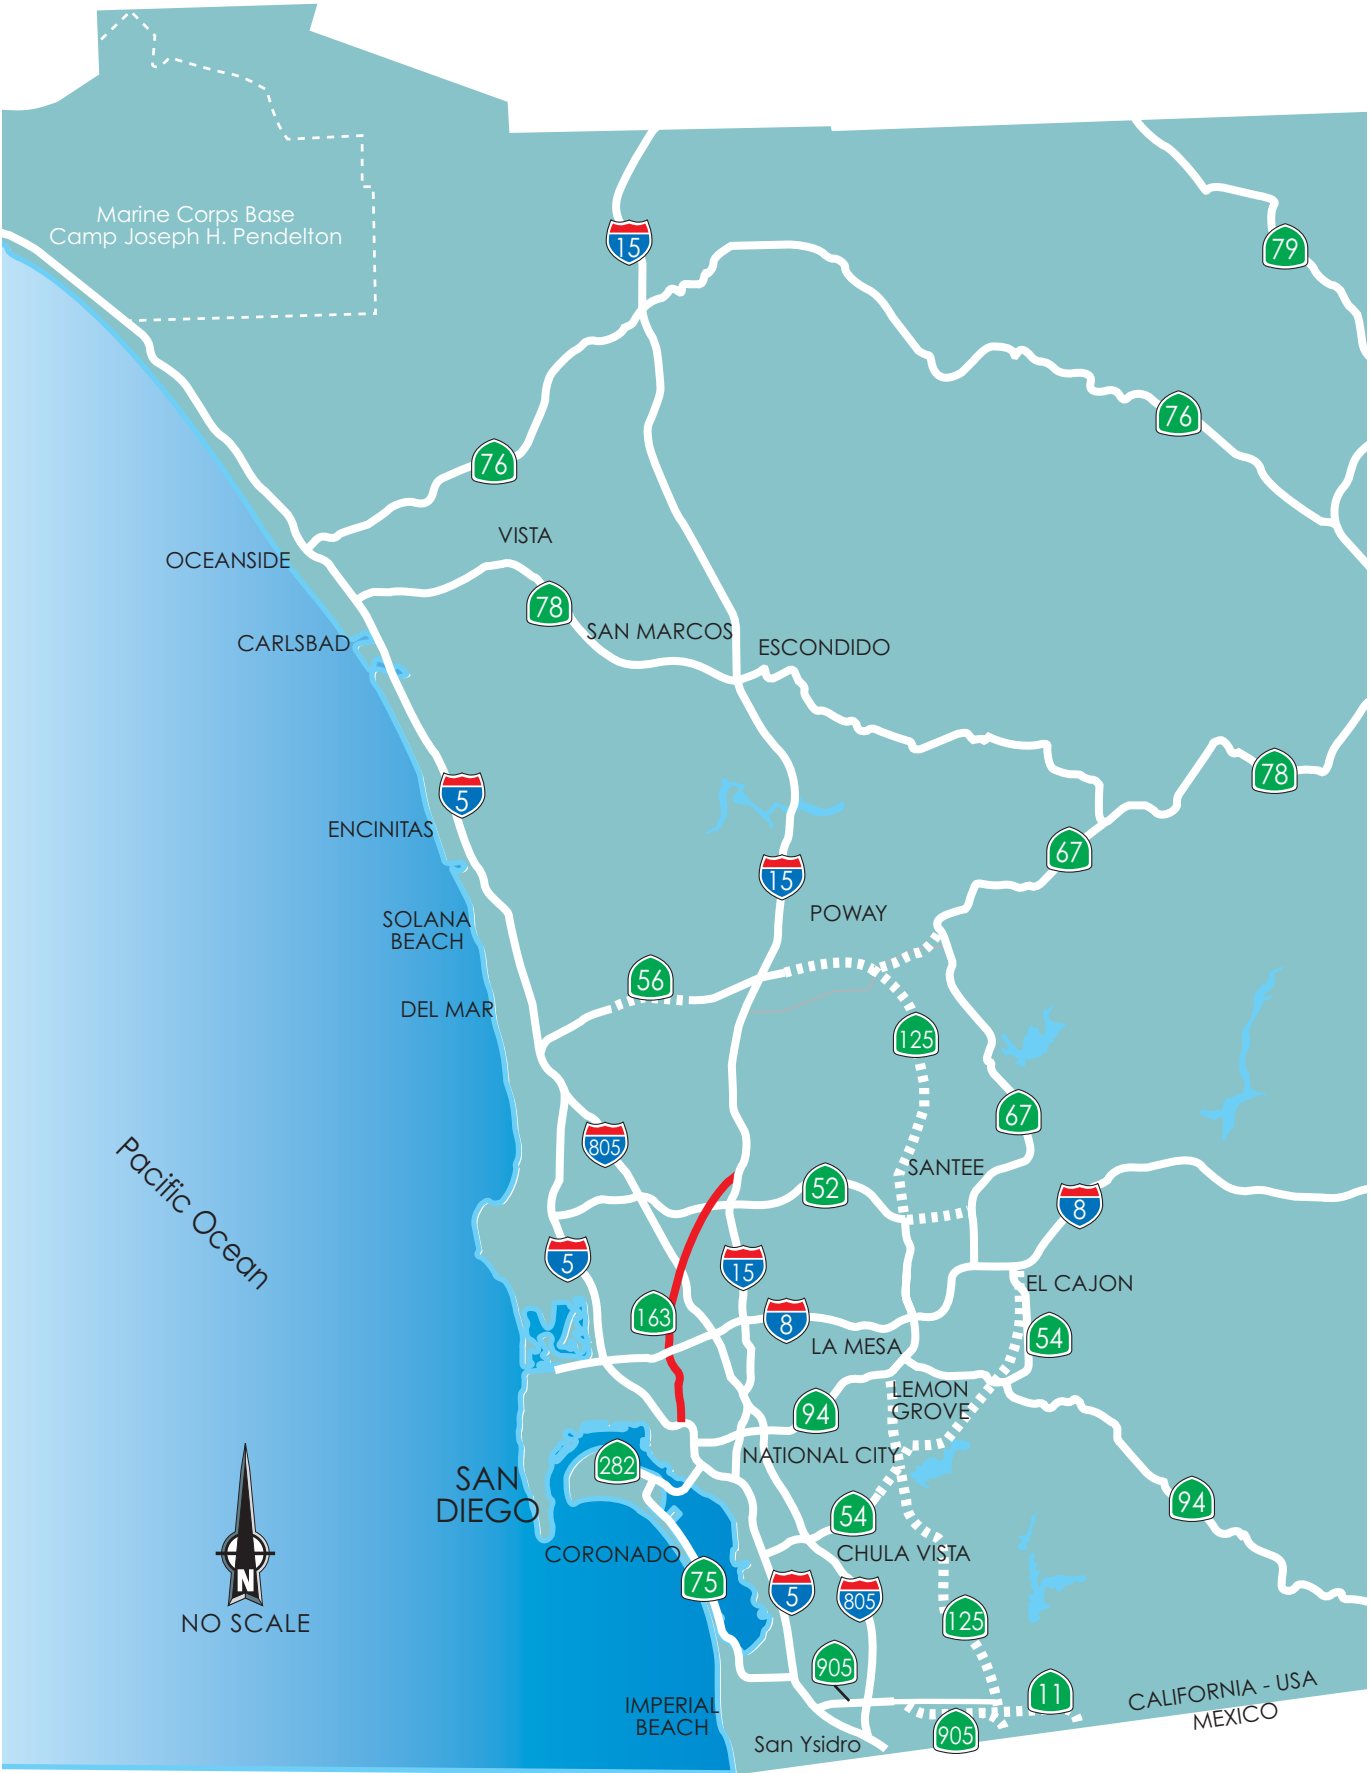 Marine Corps Base
Camp Joseph H. Pendelton
15
79
76
76
VISTA
OCEANSIDE
78
SAN MARCOS
ESCONDIDO
CARLSBAD
78
5
ENCINITAS
67
15
POWAY
SOLANA
BEACH
56
DEL MAR
125
67
805
Pacific Ocean
SANTEE
52
8
5
15
EL CAJON
163
8
54
LA MESA
LEMON
GROVE
94
NATIONAL CITY
282
SAN
DIEGO
94
54
CORONADO
CHULA VISTA
75
5
805
N
NO SCALE
125
905
11
CALIFORNIA - USA
MEXICO
IMPERIAL
BEACH
905
San Ysidro